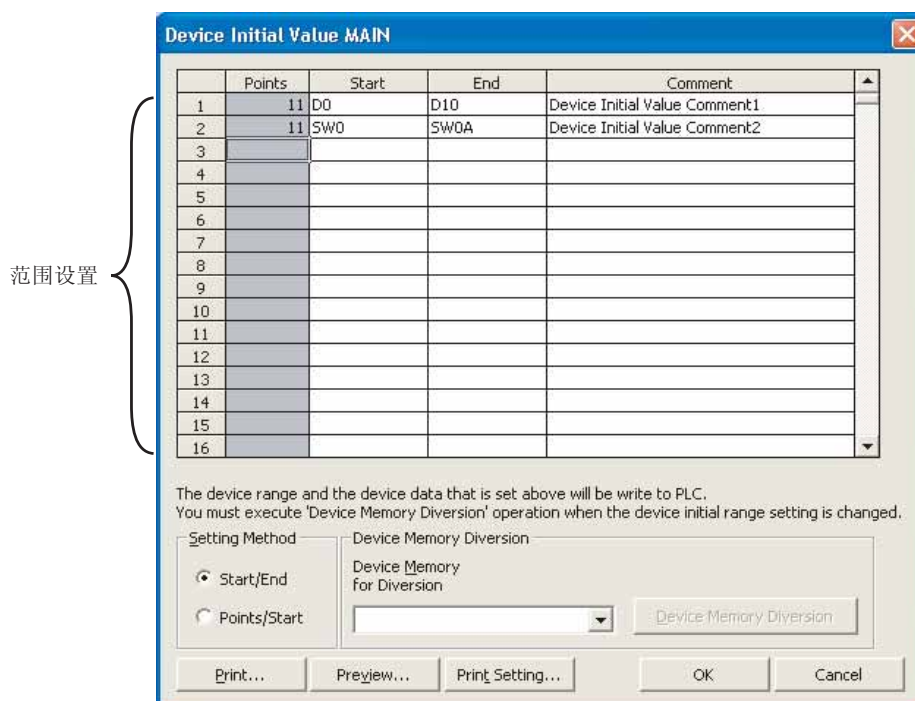 Device Initial Value MAIN
Points Start End Comment
1 11 D0 D10 Device Initial Value Comment1
2 11 SW0 SW0A Device Initial Value Comment2
3
4
5
6
7
8
范围设置
9
10
11
12
13
14
15
16
The device range and the device data that is set above will be write to PLC.
You must execute 'Device Memory Diversion' operation when the device initial range setting is changed.
Setting Method
Start/End
Points/Start
Device Memory Diversion
Device Memory
for Diversion
Device Memory Diversion
Print... Preview... Print Setting... OK Cancel